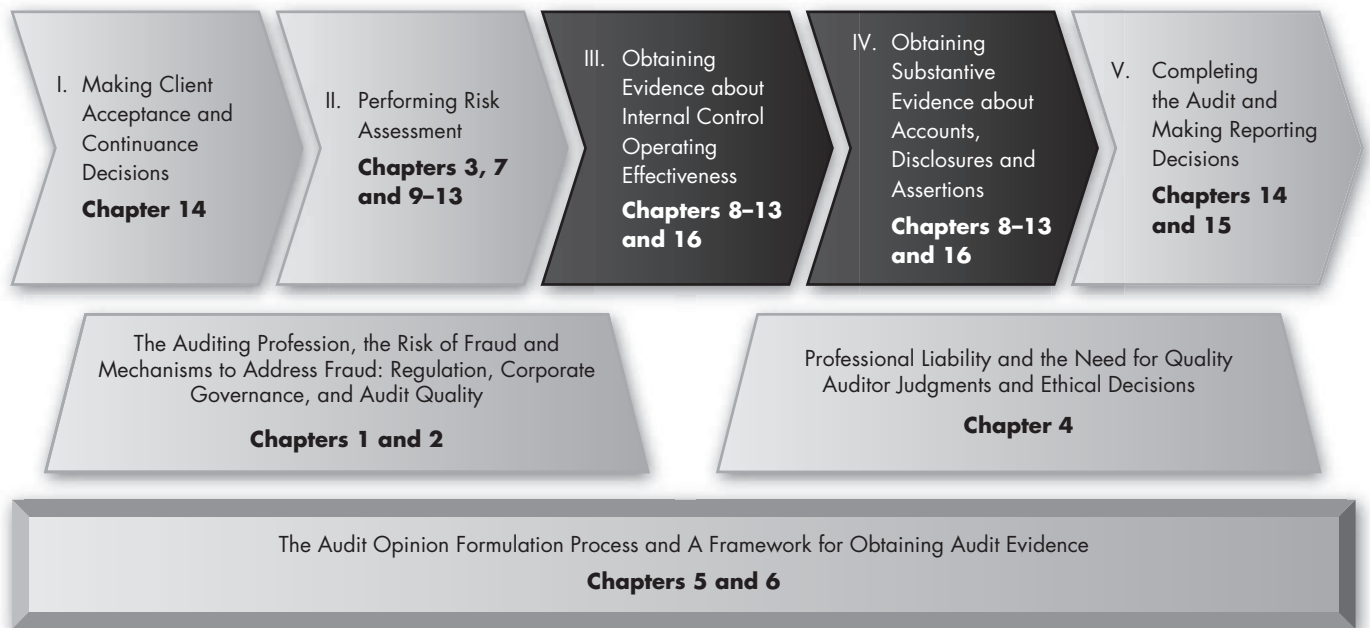 I. Making Client
Acceptance and
Continuance
Decisions
Chapter 14
II. Performing Risk
Assessment
Chapters 3, 7
and 9–13
III. Obtaining
Evidence about
Internal Control
Operating
Effectiveness
Chapters 8–13
and 16
IV. Obtaining
Substantive
Evidence about
Accounts,
Disclosures and
Assertions
Chapters 8–13
and 16
V. Completing
the Audit and
Making Reporting
Decisions
Chapters 14
and 15
The Auditing Profession, the Risk of Fraud and
Mechanisms to Address Fraud: Regulation, Corporate
Governance, and Audit Quality
Chapters 1 and 2
Professional Liability and the Need for Quality
Auditor Judgments and Ethical Decisions
Chapter 4
The Audit Opinion Formulation Process and A Framework for Obtaining Audit Evidence
Chapters 5 and 6